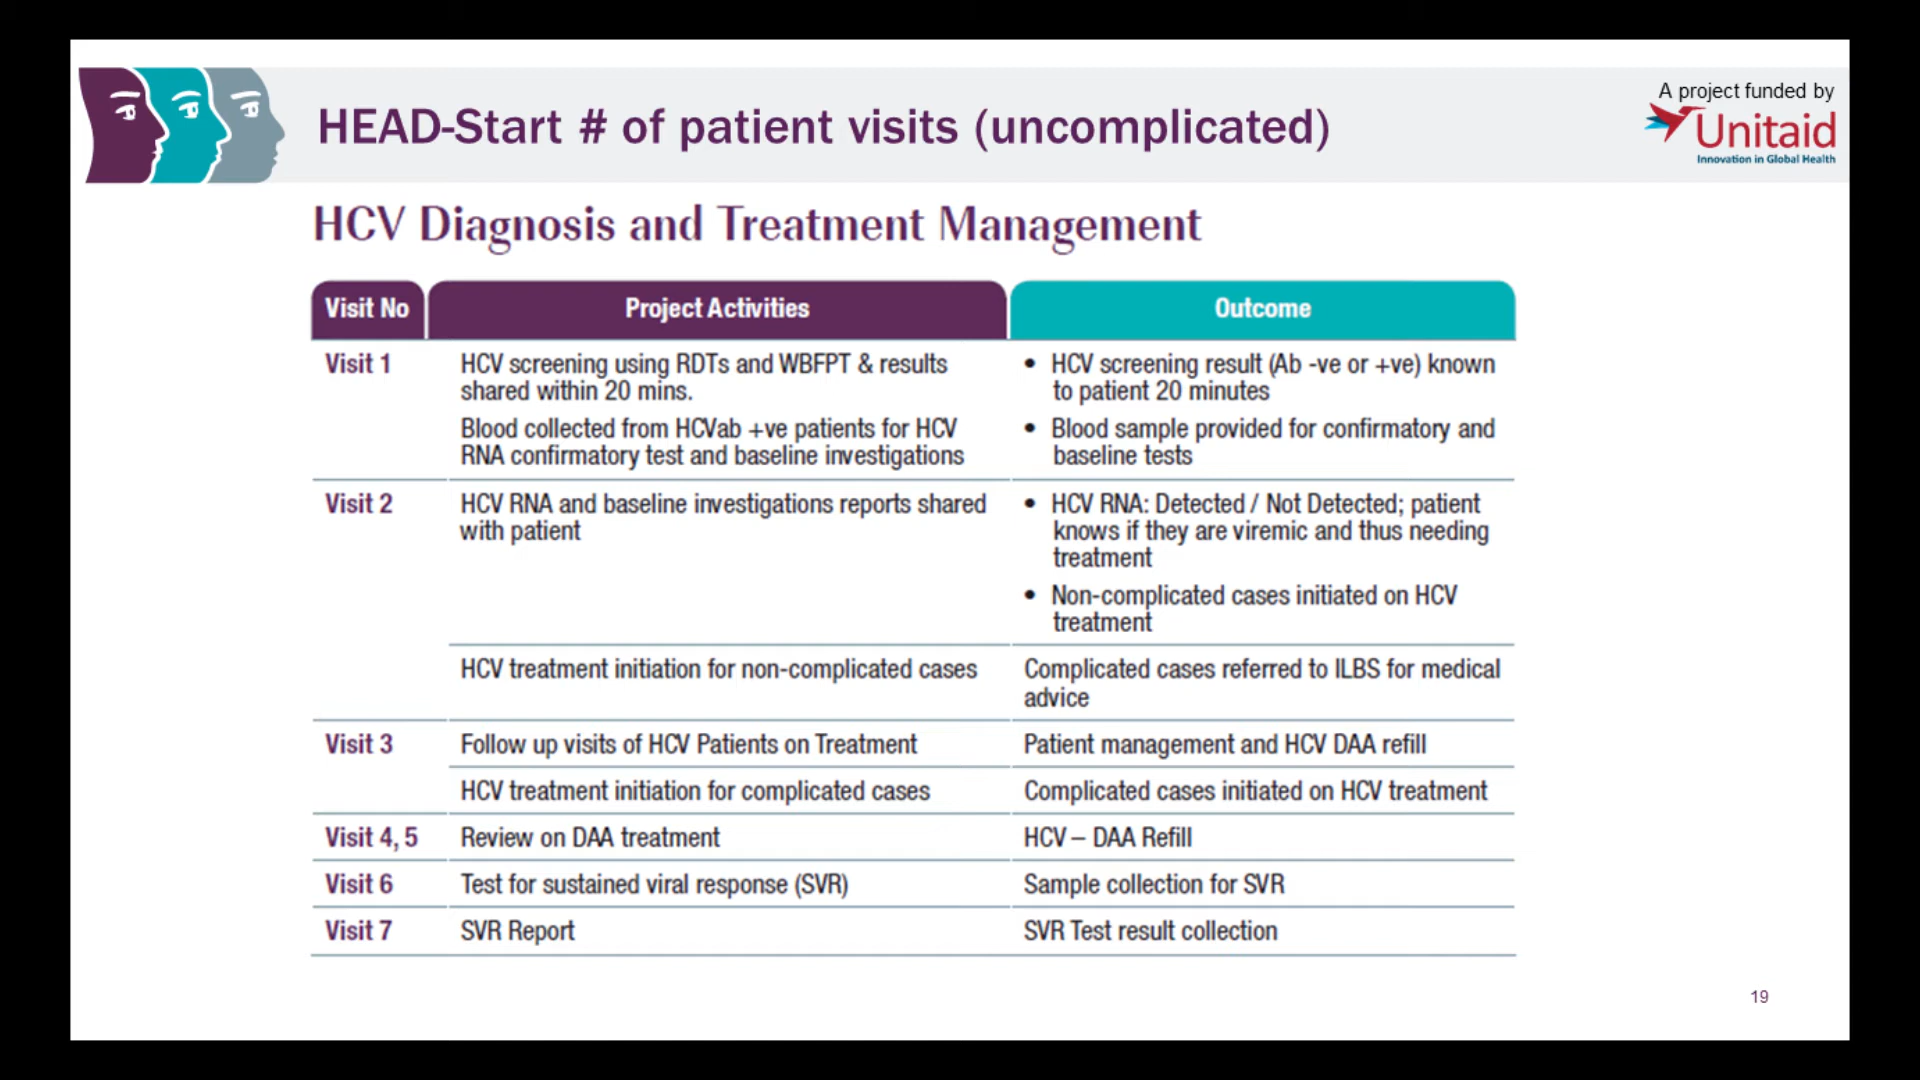 HEAD-Start # of patient visits (uncomplicated)
A project funded by
Unitaid
Innovation in Global Health
HCV Diagnosis and Treatment Management
Visit No
Project Activities
Outcome
Visit 1
HCV screening using RDTs and WBFPT & results
shared within 20 mins.
Blood collected from HCVab +ve patients for HCV
RNA confirmatory test and baseline investigations
• HCV screening result (Ab -ve or +ve) known
to patient 20 minutes
• Blood sample provided for confirmatory and
baseline tests
Visit 2
HCV RNA and baseline investigations reports shared
with patient
• HCV RNA: Detected / Not Detected; patient
knows if they are viremic and thus needing
treatment
• Non-complicated cases initiated on HCV
treatment
HCV treatment initiation for non-complicated cases
Complicated cases referred to ILBS for medical
advice
Visit 3
Follow up visits of HCV Patients on Treatment
Patient management and HCV DAA refill
HCV treatment initiation for complicated cases
Complicated cases initiated on HCV treatment
Visit 4, 5
Review on DAA treatment
HCV – DAA Refill
Visit 6
Test for sustained viral response (SVR)
Sample collection for SVR
Visit 7
SVR Report
SVR Test result collection
19